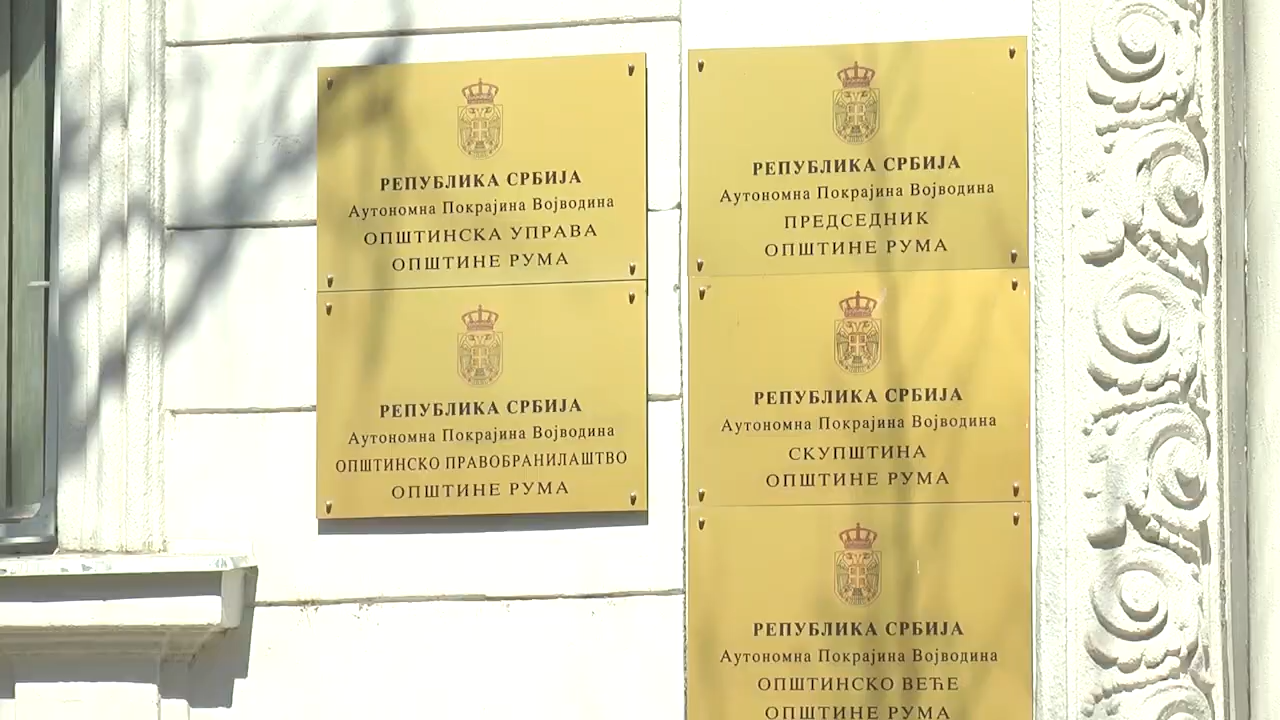 РЕПУБЛИКА СРБИЈА
Аутономна Покрајина Војводина
ОПШТИНСКА УПРАВА
ОПШТИНЕ РУМА
РЕПУБЛИКА СРБИЈА
Аутономна Покрајина Војводина
ОПШТИНСКО ПРАВОБРАНИЛАШТВО
ОПШТИНЕ РУМА
РЕПУБЛИКА СРБИЈА
Аутономна Покрајина Војводина
ПРЕДСЕДНИК
ОПШТИНЕ РУМА
РЕПУБЛИКА СРБИЈА
Аутономна Покрајина Војводина
СКУПШТИНА
ОПШТИНЕ РУМА
РЕПУБЛИКА СРБИЈА
Аутономна Покрајина Војводина
ОПШТИНСКО ВЕЋЕ
ОПШТИНЕ РУМА